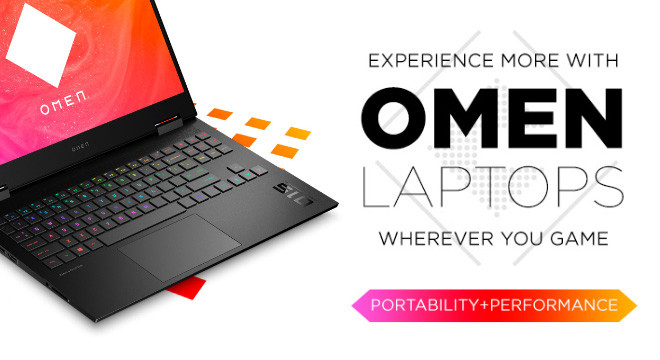 OMEN
OMEN
EXPERIENCE MORE WITH
OMEN
LAPTOPS
WHEREVER YOU GAME
PORTABILITY+PERFORMANCE